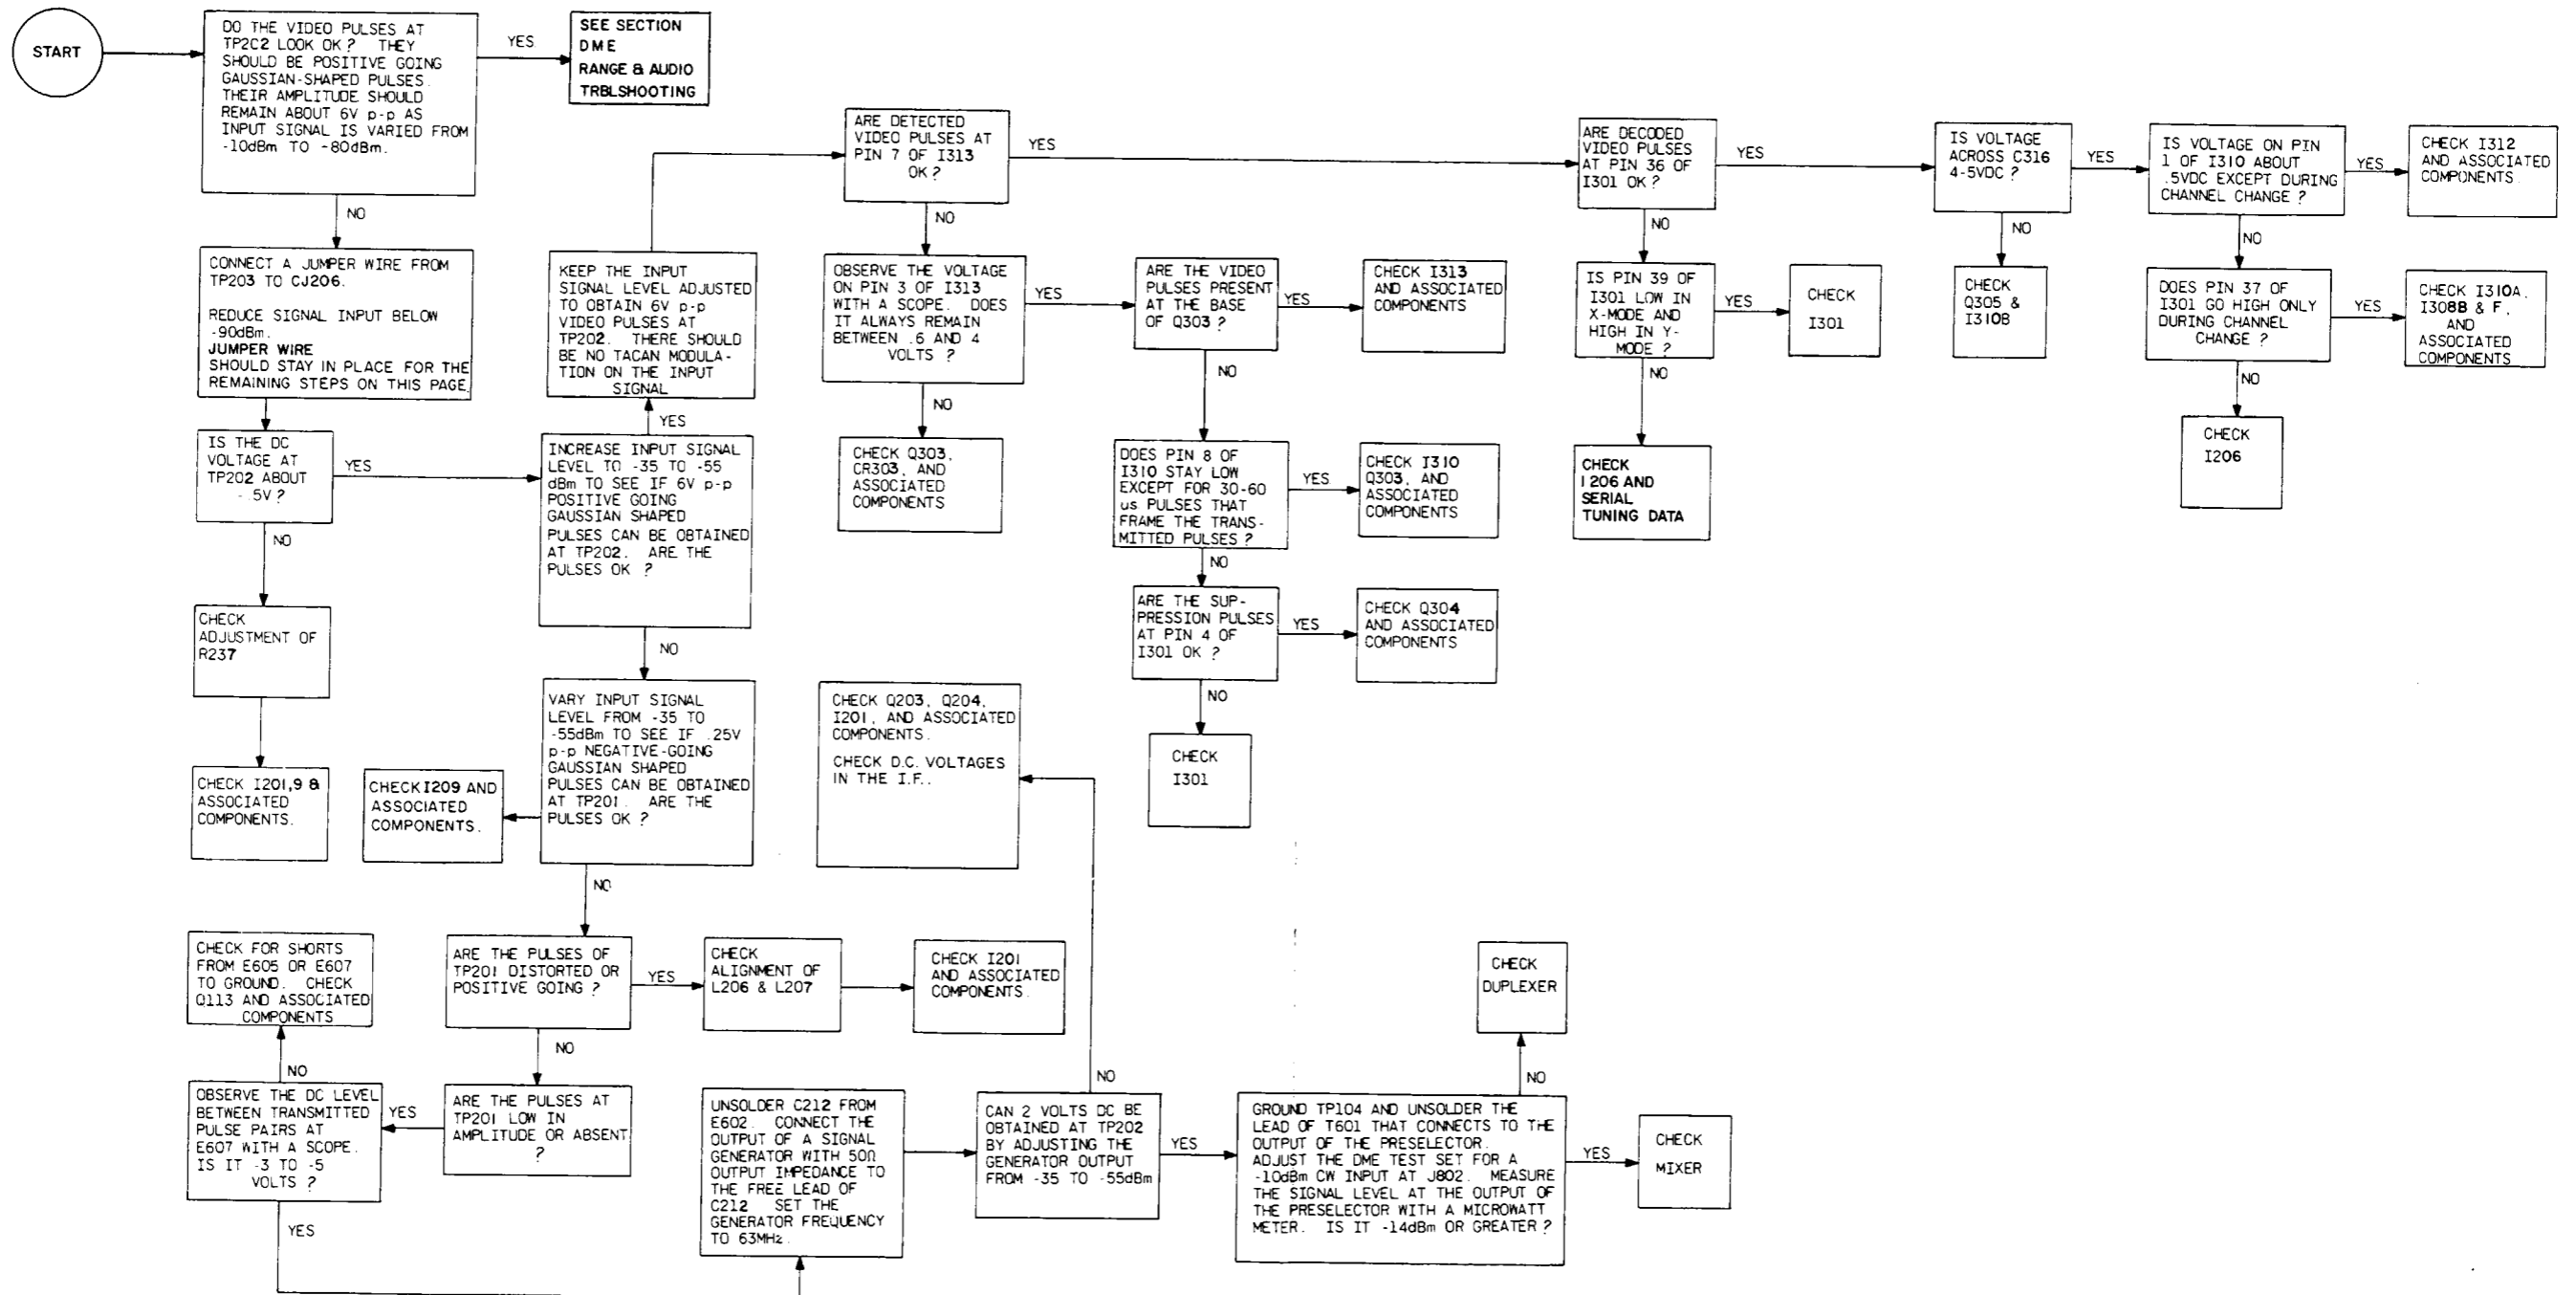 START
DO THE VIDEO PULSES AT
TP2C2 LOOK OK? THEY
SHOULD BE POSITIVE GOING
GAUSSIAN-SHAPED PULSES.
THEIR AMPLITUDE SHOULD
REMAIN ABOUT 6V p-p AS
INPUT SIGNAL IS VARIED FROM
-10dBm TO -80dBm.
YES
SEE SECTION
DME
RANGE & AUDIO
TRBLSHOOTING
NO
CONNECT A JUMPER WIRE FROM
TP203 TO CJ206.
REDUCE SIGNAL INPUT BELOW
-90dBm.
JUMPER WIRE
SHOULD STAY IN PLACE FOR THE
REMAINING STEPS ON THIS PAGE.
IS THE DC
VOLTAGE AT
TP202 ABOUT
-.5V?
YES
NO
CHECK
ADJUSTMENT OF
R237
CHECK I201,9 &
ASSOCIATED
COMPONENTS.
KEEP THE INPUT
SIGNAL LEVEL ADJUSTED
TO OBTAIN 6V p-p
VIDEO PULSES AT
TP202. THERE SHOULD
BE NO TACAN MODULA-
TION ON THE INPUT
SIGNAL
YES
INCREASE INPUT SIGNAL
LEVEL TO -35 TO -55
dBm TO SEE IF 6V p-p
POSITIVE GOING
GAUSSIAN SHAPED
PULSES CAN BE OBTAINED
AT TP202. ARE THE
PULSES OK ?
NO
VARY INPUT SIGNAL
LEVEL FROM -35 TO
-55dBm TO SEE IF .25V
p-p NEGATIVE-GOING
GAUSSIAN SHAPED
PULSES CAN BE OBTAINED
AT TP201. ARE THE
PULSES OK ?
CHECK I209 AND
ASSOCIATED
COMPONENTS.
NO
ARE THE PULSES OF
TP201 DISTORTED OR
POSITIVE GOING ?
YES
CHECK
ALIGNMENT OF
L206 & L207
CHECK I201
AND ASSOCIATED
COMPONENTS.
NO
ARE THE PULSES AT
TP201 LOW IN
AMPLITUDE OR ABSENT
?
YES
OBSERVE THE DC LEVEL
BETWEEN TRANSMITTED
PULSE PAIRS AT
E607 WITH A SCOPE.
IS IT -3 TO -5
VOLTS ?
NO
CHECK FOR SHORTS
FROM E605 OR E607
TO GROUND. CHECK
Q113 AND ASSOCIATED
COMPONENTS
YES
UNSOLDER C212 FROM
E602. CONNECT THE
OUTPUT OF A SIGNAL
GENERATOR WITH 50Ω
OUTPUT IMPEDANCE TO
THE FREE LEAD OF
C212 SET THE
GENERATOR FREQUENCY
TO 63MHz.
CAN 2 VOLTS DC BE
OBTAINED AT TP202
BY ADJUSTING THE
GENERATOR OUTPUT
FROM -35 TO -55dBm
NO
CHECK Q203, Q204,
I201, AND ASSOCIATED
COMPONENTS.
CHECK D.C. VOLTAGES
IN THE I.F..
YES
GROUND TP104 AND UNSOLDER THE
LEAD OF T601 THAT CONNECTS TO THE
OUTPUT OF THE PRESELECTOR.
ADJUST THE DME TEST SET FOR A
-10dBm CW INPUT AT J802. MEASURE
THE SIGNAL LEVEL AT THE OUTPUT OF
THE PRESELECTOR WITH A MICROWATT
METER. IS IT -14dBm OR GREATER ?
NO
CHECK
DUPLEXER
YES
CHECK
MIXER
ARE DETECTED
VIDEO PULSES AT
PIN 7 OF I313
OK ?
YES
NO
OBSERVE THE VOLTAGE
ON PIN 3 OF I313
WITH A SCOPE. DOES
IT ALWAYS REMAIN
BETWEEN .6 AND 4
VOLTS ?
NO
CHECK Q303,
CR303, AND
ASSOCIATED
COMPONENTS
YES
ARE THE VIDEO
PULSES PRESENT
AT THE BASE
OF Q303 ?
YES
CHECK I313
AND ASSOCIATED
COMPONENTS
NO
DOES PIN 8 OF
I310 STAY LOW
EXCEPT FOR 30-60
us PULSES THAT
FRAME THE TRANS-
MITTED PULSES ?
YES
CHECK I310
Q303, AND
ASSOCIATED
COMPONENTS
NO
ARE THE SUP-
PRESSION PULSES
AT PIN 4 OF
I301 OK ?
YES
CHECK Q304
AND ASSOCIATED
COMPONENTS
NO
CHECK
I301
ARE DECODED
VIDEO PULSES
AT PIN 36 OF
I301 OK ?
YES
NO
IS PIN 39 OF
I301 LOW IN
X-MODE AND
HIGH IN Y-
MODE ?
YES
CHECK
I301
NO
CHECK
I206 AND
SERIAL
TUNING DATA
IS VOLTAGE
ACROSS C316
4-5VDC ?
YES
NO
CHECK
Q305 &
I310B
IS VOLTAGE ON PIN
1 OF I310 ABOUT
.5VDC EXCEPT DURING
CHANNEL CHANGE ?
YES
CHECK I312
AND ASSOCIATED
COMPONENTS.
NO
DOES PIN 37 OF
I301 GO HIGH ONLY
DURING CHANNEL
CHANGE ?
YES
CHECK I310A,
I308B & F,
AND
ASSOCIATED
COMPONENTS
NO
CHECK
I206